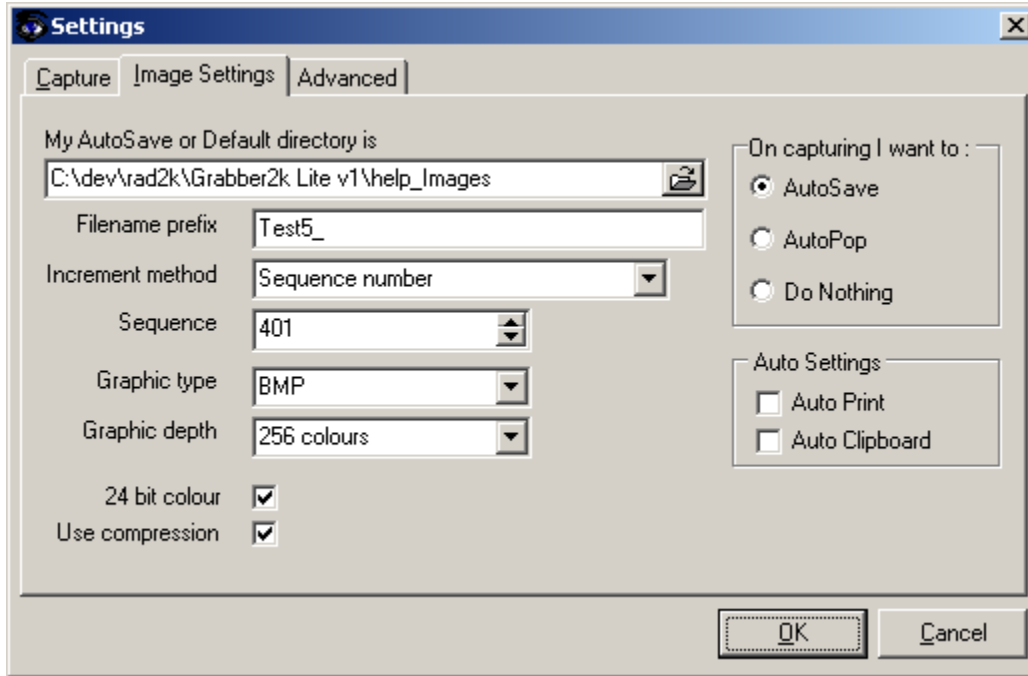 Settings
Capture Image Settings Advanced
My AutoSave or Default directory is
C:\dev\rad2k\Grabber2k Lite v1\help_Images
Filename prefix Test5_
Increment method Sequence number
Sequence 401
Graphic type BMP
Graphic depth 256 colours
24 bit colour
Use compression
On capturing I want to :
AutoSave
AutoPop
Do Nothing
Auto Settings
Auto Print
Auto Clipboard
OK Cancel